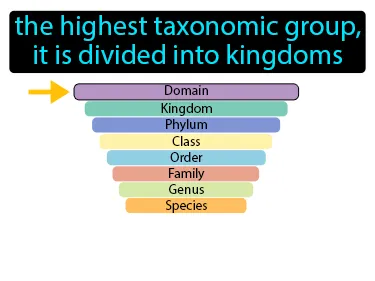 the highest taxonomic group,
it is divided into kingdoms
Domain
Kingdom
Phylum
Class
Order
Family
Genus
Species